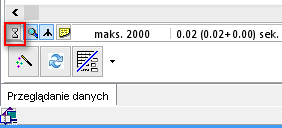 maks. 2000 0.02 (0.02+0.00) sek.
Przeglądanie danych